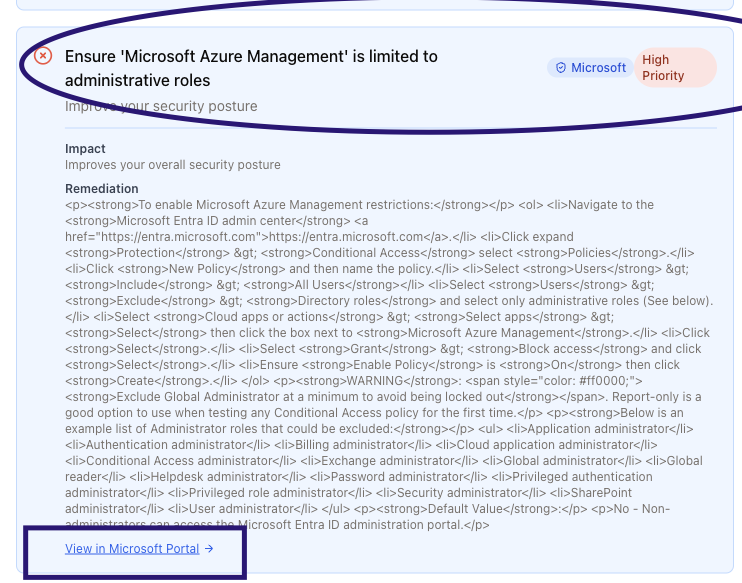 Ensure 'Microsoft Azure Management' is limited to
administrative roles
Microsoft
High
Priority
Improve your security posture
Impact
Improves your overall security posture
Remediation
<p><strong>To enable Microsoft Azure Management restrictions:</strong></p> <ol> <li>Navigate to the
<strong>Microsoft Entra ID admin center</strong> <a
href="https://entra.microsoft.com">https://entra.microsoft.com</a>.</li> <li>Click expand
<strong>Protection</strong> &gt; <strong>Conditional Access</strong> select <strong>Policies</strong>.</li>
<li>Click <strong>New Policy</strong> and then name the policy.</li> <li>Select <strong>Users</strong> &gt;
<strong>Include</strong> &gt; <strong>All Users</strong></li> <li>Select <strong>Users</strong> &gt;
<strong>Exclude</strong> &gt; <strong>Directory roles</strong> and select only administrative roles (See below).
</li> <li>Select <strong>Cloud apps or actions</strong> &gt; <strong>Select apps</strong> &gt;
<strong>Select</strong> then click the box next to <strong>Microsoft Azure Management</strong>.</li> <li>Click
<strong>Select</strong>.</li> <li>Select <strong>Grant</strong> &gt; <strong>Block access</strong> and click
<strong>Select</strong>.</li> <li>Ensure <strong>Enable Policy</strong> is <strong>On</strong> then click
<strong>Create</strong>.</li> </ol> <p><strong>WARNING</strong>: <span style="color: #ff0000;">
<strong>Exclude Global Administrator at a minimum to avoid being locked out</strong></span>. Report-only is a
good option to use when testing any Conditional Access policy for the first time.</p> <p><strong>Below is an
example list of Administrator roles that could be excluded:</strong></p> <ul> <li>Application administrator</li>
<li>Authentication administrator</li> <li>Billing administrator</li> <li>Cloud application administrator</li>
<li>Conditional Access administrator</li> <li>Exchange administrator</li> <li>Global administrator</li> <li>Global
reader</li> <li>Helpdesk administrator</li> <li>Password administrator</li> <li>Privileged authentication
administrator</li> <li>Privileged role administrator</li> <li>Security administrator</li> <li>SharePoint
administrator</li> <li>User administrator</li> </ul> <p><strong>Default Value</strong>:</p> <p>No - Non-
administrators can access the Microsoft Entra ID administration portal.</p>
View in Microsoft Portal →